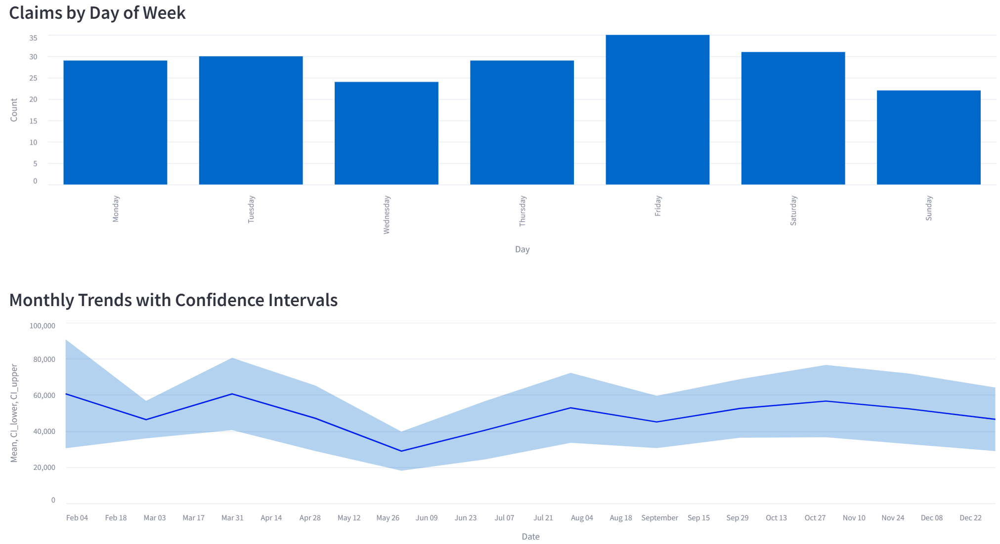 Claims by Day of Week
35
30
25
20
15
10
5
0
Count
Monday
Tuesday
Wednesday
Thursday
Friday
Saturday
Sunday
Day
Monthly Trends with Confidence Intervals
100,000
80,000
60,000
40,000
20,000
0
Mean, CI_lower, CI_upper
Feb 04 Feb 18 Mar 03 Mar 17 Mar 31 Apr 14 Apr 28 May 12 May 26 Jun 09 Jun 23 Jul 07 Jul 21 Aug 04 Aug 18 September Sep 15 Sep 29 Oct 13 Oct 27 Nov 10 Nov 24 Dec 08 Dec 22
Date